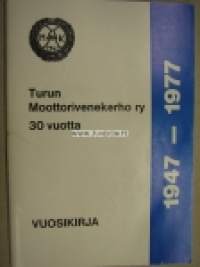 Turun
Moottorivenekerho ry
30 vuotta
1947 — 1977
VUOSIKIRJA